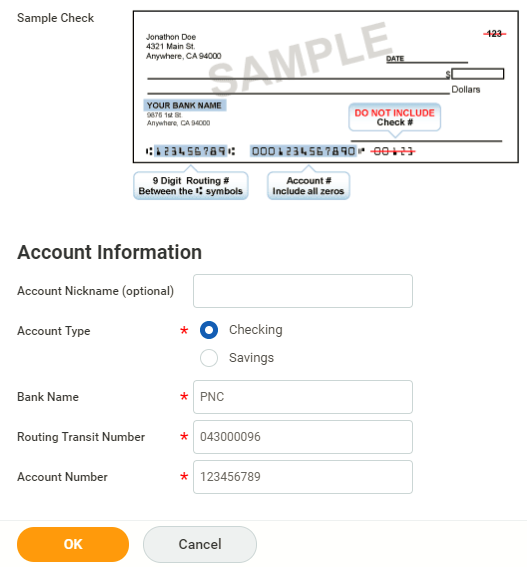 Sample Check
Jonathon Doe
4321 Main St.
Anywhere, CA 94000
123
SAMPLE
DATE
$
Dollars
YOUR BANK NAME
9876 1st St.
Anywhere, CA 94000
DO NOT INCLUDE
Check #
⑆123456789⑆ 0001234567890⑈ 00123
9 Digit Routing #
Between the ⑆ symbols
Account #
Include all zeros
Account Information
Account Nickname (optional)
Account Type * Checking
Savings
Bank Name * PNC
Routing Transit Number * 043000096
Account Number * 123456789
OK Cancel